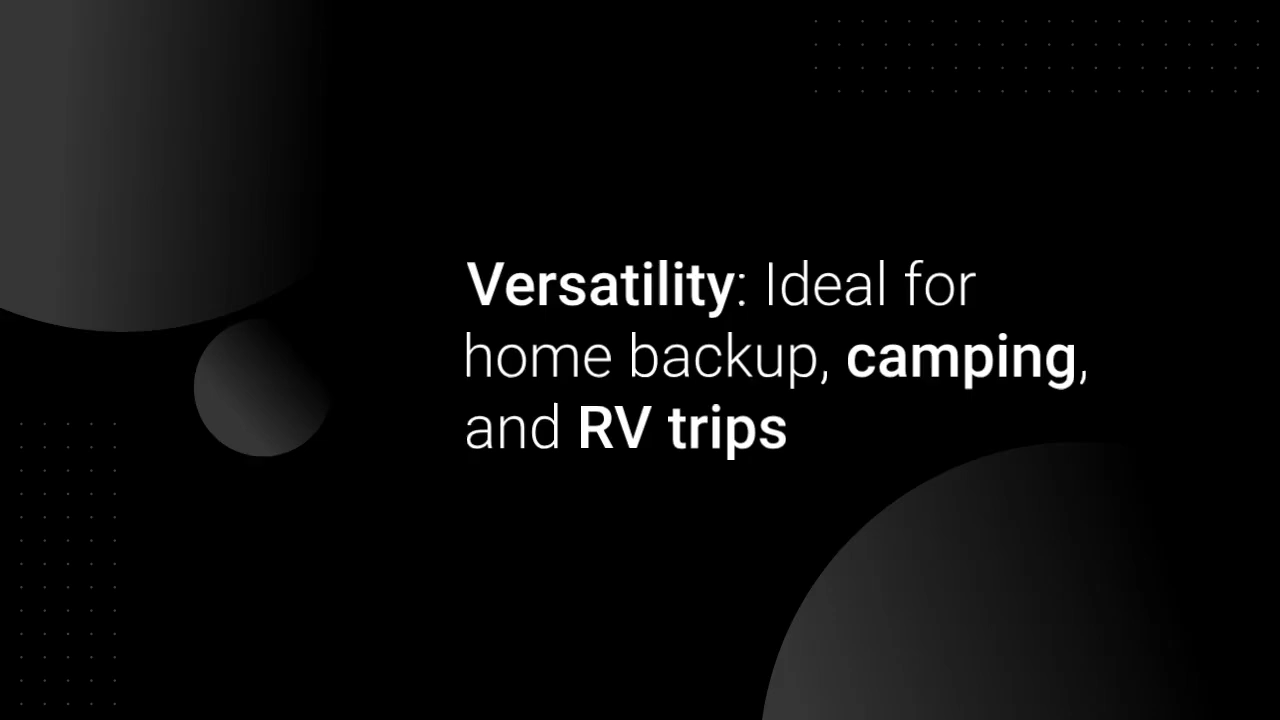 Versatility: Ideal for
home backup, camping,
and RV trips